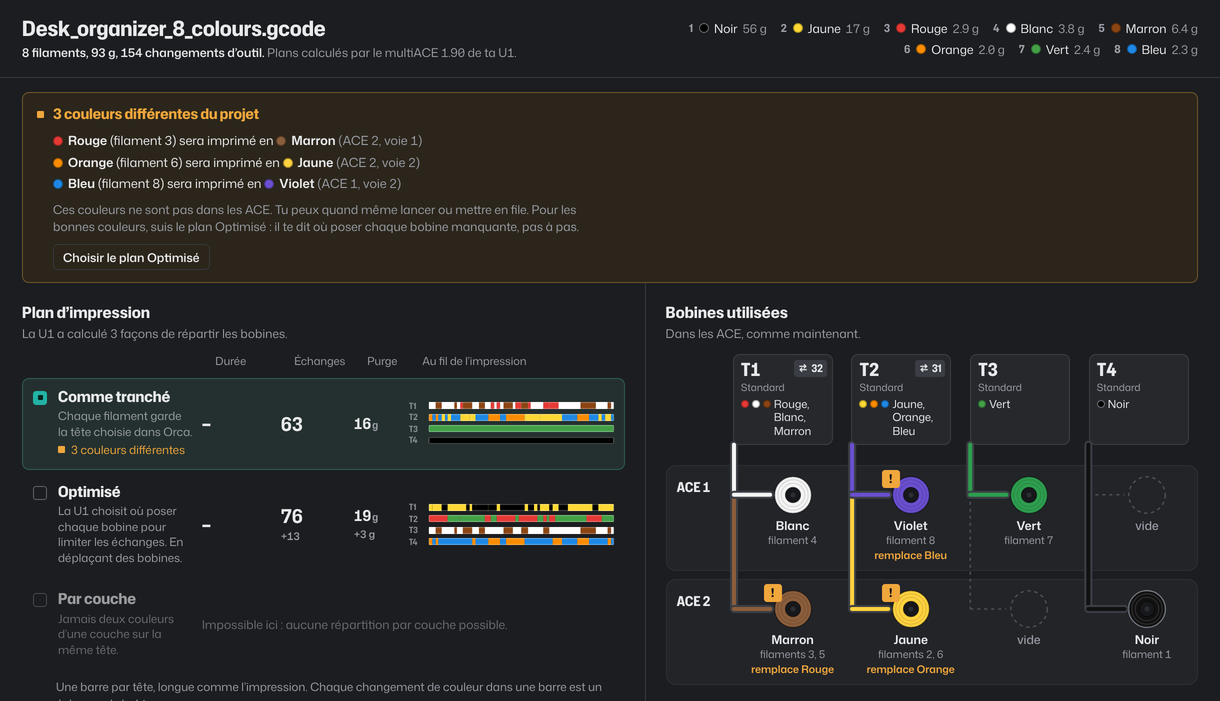 Desk_organizer_8_colours.gcode
8 filaments, 93 g, 154 changements d'outil. Plans calculés par le multiACE 1.90 de ta U1.
1 Noir 56 g 2 Jaune 17 g 3 Rouge 2.9 g 4 Blanc 3.8 g 5 Marron 6.4 g
6 Orange 2.0 g 7 Vert 2.4 g 8 Bleu 2.3 g
3 couleurs différentes du projet
Rouge (filament 3) sera imprimé en Marron (ACE 2, voie 1)
Orange (filament 6) sera imprimé en Jaune (ACE 2, voie 2)
Bleu (filament 8) sera imprimé en Violet (ACE 1, voie 2)
Ces couleurs ne sont pas dans les ACE. Tu peux quand même lancer ou mettre en file. Pour les
bonnes couleurs, suis le plan Optimisé : il te dit où poser chaque bobine manquante, pas à pas.
Choisir le plan Optimisé
Plan d'impression
La U1 a calculé 3 façons de répartir les bobines.
Durée Échanges Purge Au fil de l'impression
Comme tranché
Chaque filament garde
la tête choisie dans Orca.
3 couleurs différentes
–
63
16 g
T1
T2
T3
T4
Optimisé
La U1 choisit où poser
chaque bobine pour
limiter les échanges. En
déplaçant des bobines.
–
76
+13
19 g
+3 g
T1
T2
T3
T4
Par couche
Jamais deux couleurs
d'une couche sur la
même tête.
Impossible ici : aucune répartition par couche possible.
Une barre par tête, longue comme l'impression. Chaque changement de couleur dans une barre est un
Bobines utilisées
Dans les ACE, comme maintenant.
T1 ⇄ 32
Standard
Rouge,
Blanc,
Marron
T2 ⇄ 31
Standard
Jaune,
Orange,
Bleu
T3
Standard
Vert
T4
Standard
Noir
ACE 1
Blanc
filament 4
!
Violet
filament 8
remplace Bleu
Vert
filament 7
vide
ACE 2
!
Marron
filaments 3, 5
remplace Rouge
!
Jaune
filaments 2, 6
remplace Orange
vide
Noir
filament 1